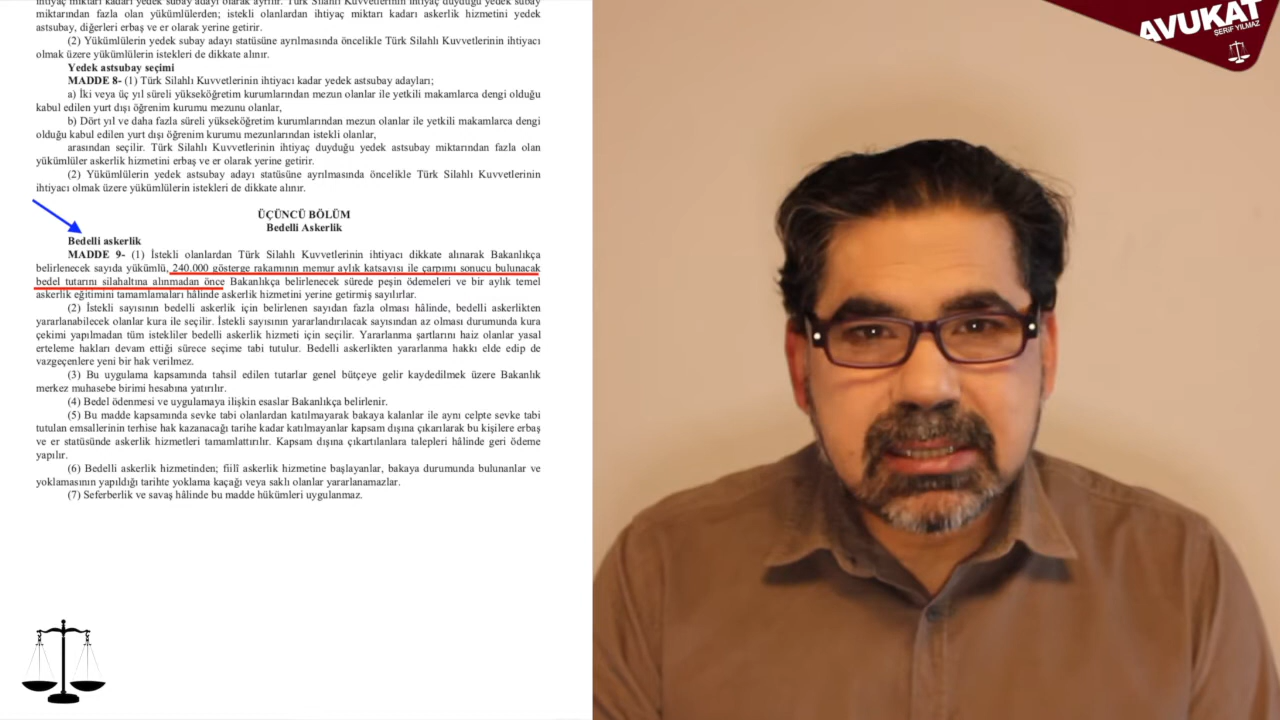 ihtiyaç miktarı kadarı yedek subay adayı olarak ayrılır. Türk Silahlı Kuvvetlerinin ihtiyaç duyduğu yedek subay
miktarından fazla olan yükümlülerden; istekli olanlardan ihtiyaç miktarı kadarı askerlik hizmetini yedek
astsubay, diğerleri erbaş ve er olarak yerine getirir.
(2) Yükümlülerin yedek subay adayı statüsüne ayrılmasında öncelikle Türk Silahlı Kuvvetlerinin ihtiyacı
olmak üzere yükümlülerin istekleri de dikkate alınır.
Yedek astsubay seçimi
MADDE 8- (1) Türk Silahlı Kuvvetlerinin ihtiyacı kadar yedek astsubay adayları;
a) İki veya üç yıl süreli yükseköğretim kurumlarından mezun olanlar ile yetkili makamlarca dengi olduğu
kabul edilen yurt dışı öğrenim kurumu mezunu olanlar,
b) Dört yıl ve daha fazla süreli yükseköğretim kurumlarından mezun olanlar ile yetkili makamlarca dengi
olduğu kabul edilen yurt dışı öğrenim kurumu mezunlarından istekli olanlar,
arasından seçilir. Türk Silahlı Kuvvetlerinin ihtiyaç duyduğu yedek astsubay miktarından fazla olan
yükümlüler askerlik hizmetini erbaş ve er olarak yerine getirir.
(2) Yükümlülerin yedek astsubay adayı statüsüne ayrılmasında öncelikle Türk Silahlı Kuvvetlerinin
ihtiyacı olmak üzere yükümlülerin istekleri de dikkate alınır.
ÜÇÜNCÜ BÖLÜM
Bedelli Askerlik
Bedelli askerlik
MADDE 9- (1) İstekli olanlardan Türk Silahlı Kuvvetlerinin ihtiyacı dikkate alınarak Bakanlıkça
belirlenecek sayıda yükümlü, 240.000 gösterge rakamının memur aylık katsayısı ile çarpımı sonucu bulunacak
bedel tutarını silahaltına alınmadan önce Bakanlıkça belirlenecek sürede peşin ödemeleri ve bir aylık temel
askerlik eğitimini tamamlamaları hâlinde askerlik hizmetini yerine getirmiş sayılırlar.
(2) İstekli sayısının bedelli askerlik için belirlenen sayıdan fazla olması hâlinde, bedelli askerlikten
yararlanabilecek olanlar kura ile seçilir. İstekli sayısının yararlandırılacak sayısından az olması durumunda kura
çekimi yapılmadan tüm istekliler bedelli askerlik hizmeti için seçilir. Yararlanma şartlarını haiz olanlar yasal
erteleme hakları devam ettiği sürece seçime tabi tutulur. Bedelli askerlikten yararlanma hakkı elde edip de
vazgeçenlere yeni bir hak verilmez.
(3) Bu uygulama kapsamında tahsil edilen tutarlar genel bütçeye gelir kaydedilmek üzere Bakanlık
merkez muhasebe birimi hesabına yatırılır.
(4) Bedel ödenmesi ve uygulamaya ilişkin esaslar Bakanlıkça belirlenir.
(5) Bu madde kapsamında sevke tabi olanlardan katılmayarak bakaya kalanlar ile aynı celpte sevke tabi
tutulan emsallerinin terhise hak kazanacağı tarihe kadar katılmayanlar kapsam dışına çıkarılarak bu kişilere erbaş
ve er statüsünde askerlik hizmetleri tamamlattırılır. Kapsam dışına çıkartılanlara talepleri hâlinde geri ödeme
yapılır.
(6) Bedelli askerlik hizmetinden; fiilî askerlik hizmetine başlayanlar, bakaya durumunda bulunanlar ve
yoklamasının yapıldığı tarihte yoklama kaçağı veya saklı olanlar yararlanamazlar.
(7) Seferberlik ve savaş hâlinde bu madde hükümleri uygulanmaz.
AVUKAT
ŞERİF YILMAZ